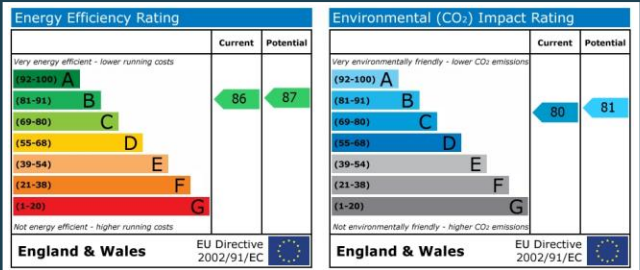 Energy Efficiency Rating
Current Potential
Very energy efficient - lower running costs
(92-100) A
(81-91) B
86 87
(69-80) C
(55-68) D
(39-54) E
(21-38) F
(1-20) G
Not energy efficient - higher running costs
England & Wales
EU Directive
2002/91/EC
Environmental (CO₂) Impact Rating
Current Potential
Very environmentally friendly - lower CO₂ emissions
(92-100) A
(81-91) B
81
(69-80) C
80
(55-68) D
(39-54) E
(21-38) F
(1-20) G
Not environmentally friendly - higher CO₂ emissions
England & Wales
EU Directive
2002/91/EC